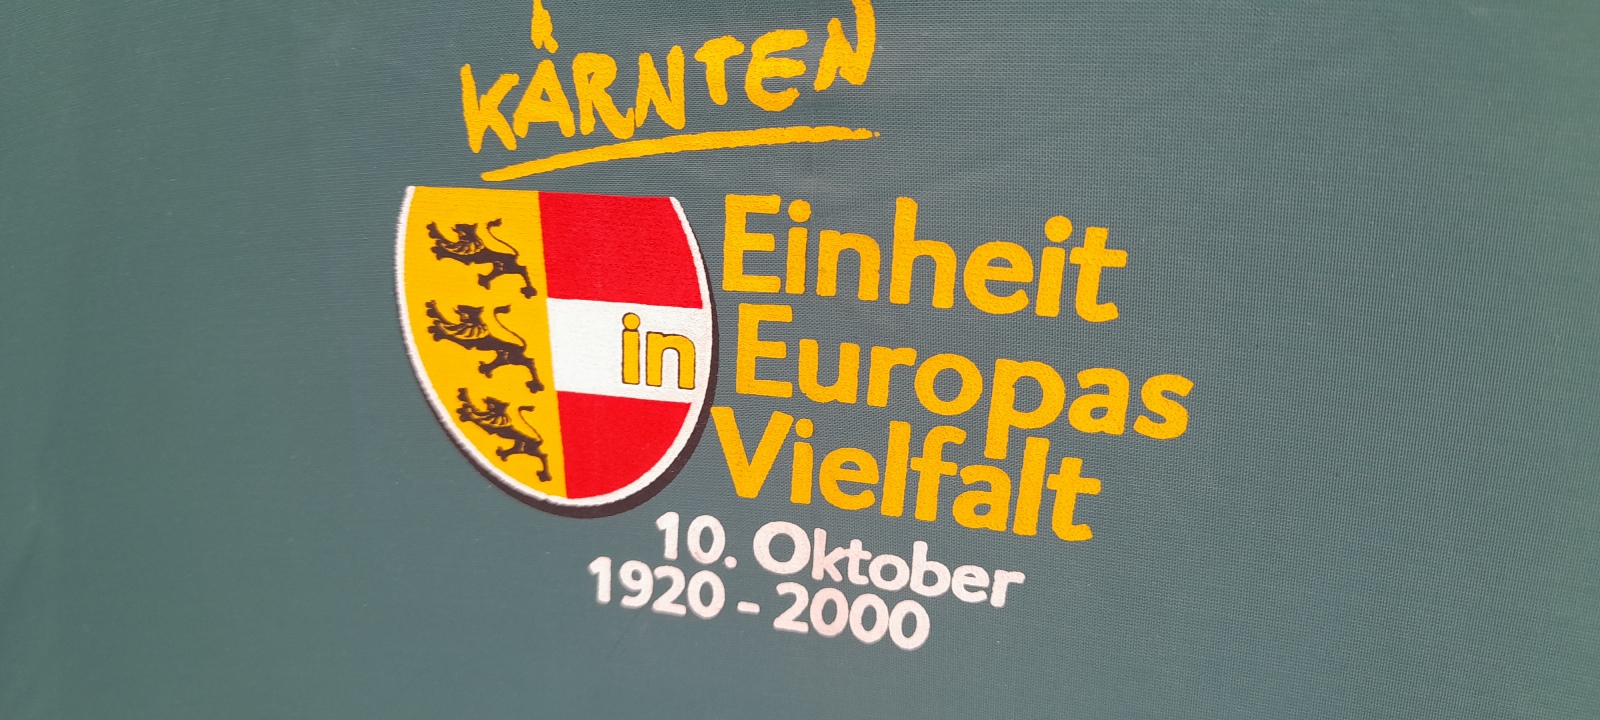 KÄRNTEN
Einheit
in Europas
Vielfalt
10. Oktober
1920 - 2000